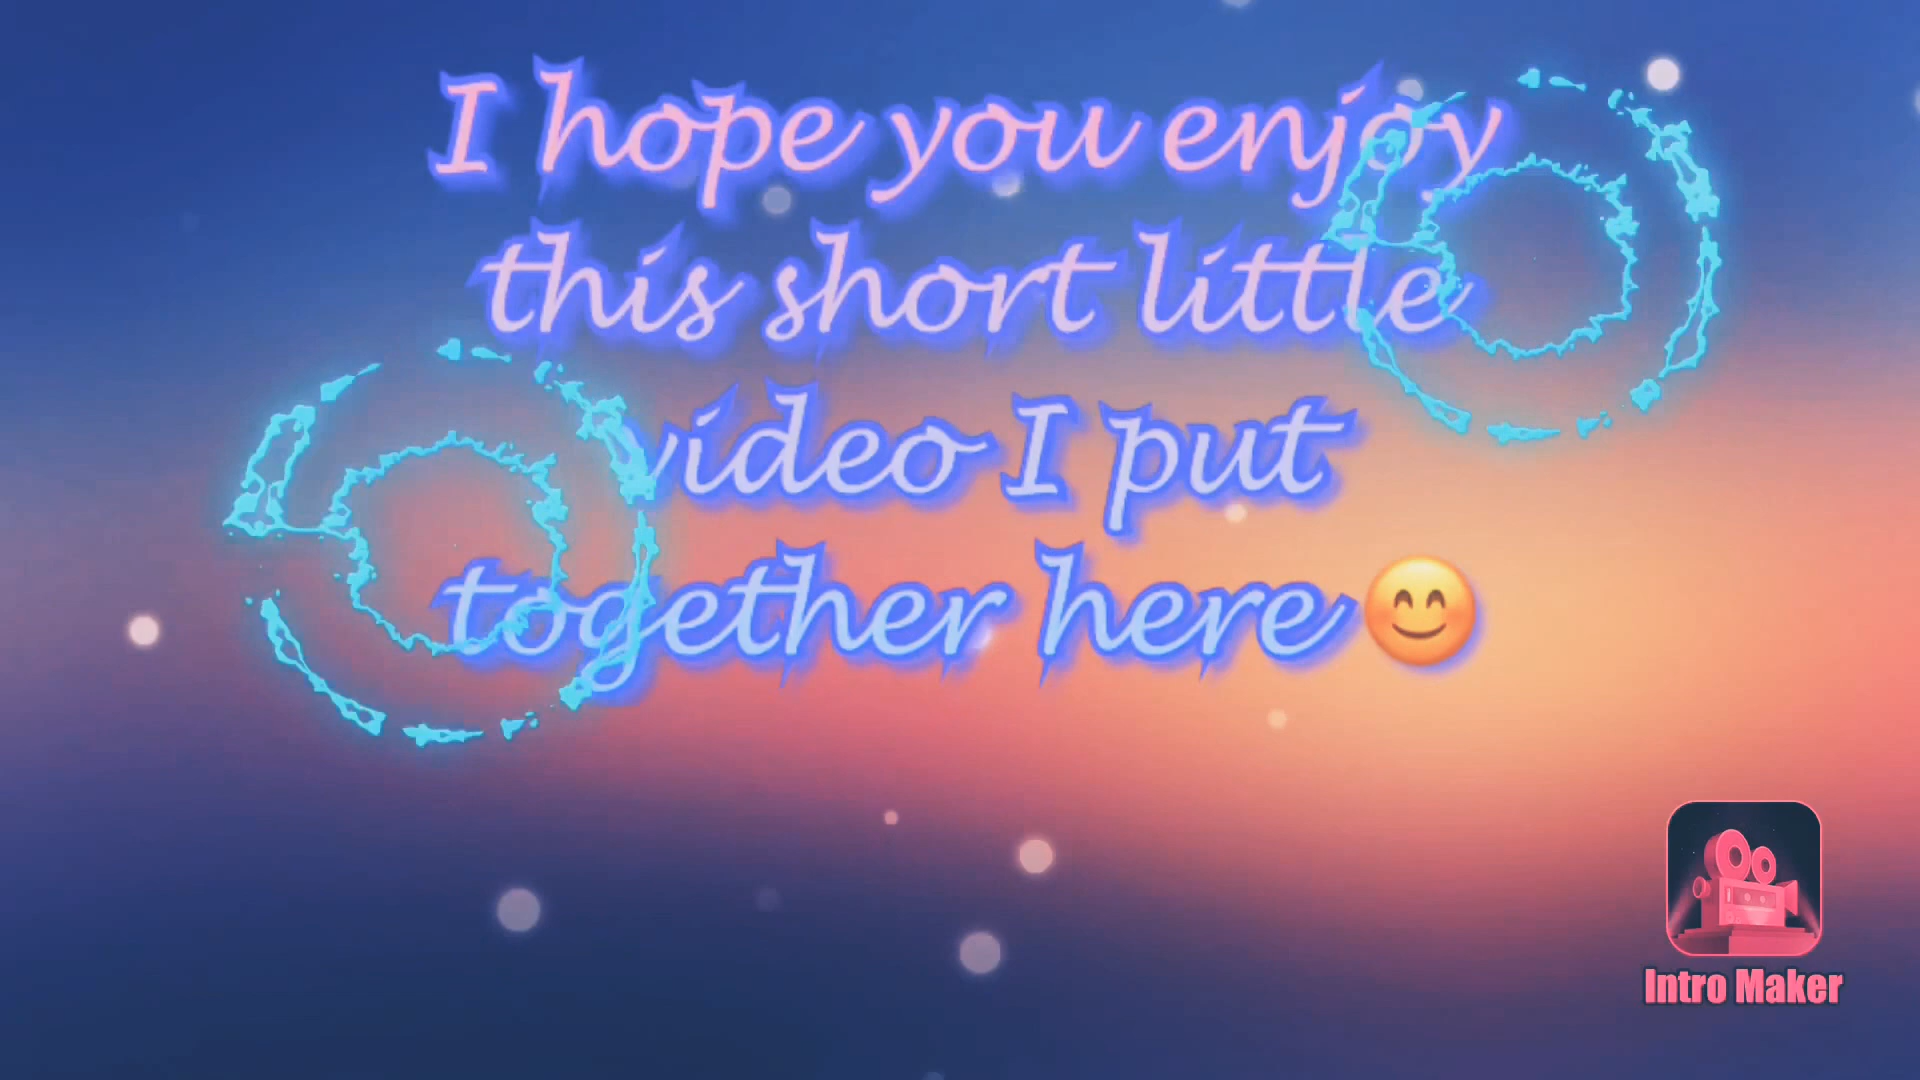 I hope you enjoy
this short little
video I put
together here 😊
Intro Maker